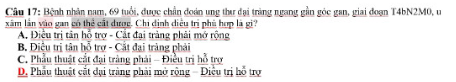 Câu 17: Bệnh nhân nam, 69 tuổi, được chẩn đoán ung thư đại tràng ngang gần góc gan, giai đoạn T4bN2M0, u
xâm lấn vào gan có thể cắt được. Chỉ định điều trị phù hợp là gì?
A. Điều trị tân hỗ trợ - Cắt đại tràng phải mở rộng
B. Điều trị tân hỗ trợ - Cắt đại tràng phải
C. Phẫu thuật cắt đại tràng phải – Điều trị hỗ trợ
D. Phẫu thuật cắt đại tràng phải mở rộng – Điều trị hỗ trợ